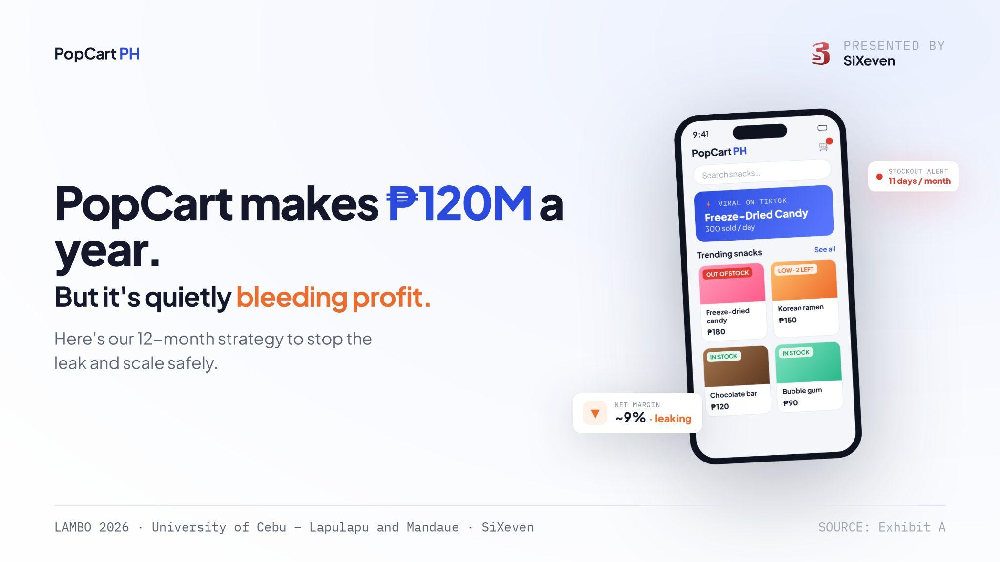 PopCart PH
PRESENTED BY
SiXeven
PopCart makes ₱120M a
year.
But it's quietly bleeding profit.
Here's our 12–month strategy to stop the
leak and scale safely.
9:41
PopCart PH
Search snacks...
VIRAL ON TIKTOK
Freeze-Dried Candy
300 sold / day
Trending snacks
See all
OUT OF STOCK
Freeze-dried
candy
₱180
LOW · 2 LEFT
Korean ramen
₱150
IN STOCK
Chocolate bar
₱120
IN STOCK
Bubble gum
₱90
STOCKOUT ALERT
11 days / month
NET MARGIN
~9% · leaking
LAMBO 2026 · University of Cebu – Lapulapu and Mandaue · SiXeven
SOURCE: Exhibit A